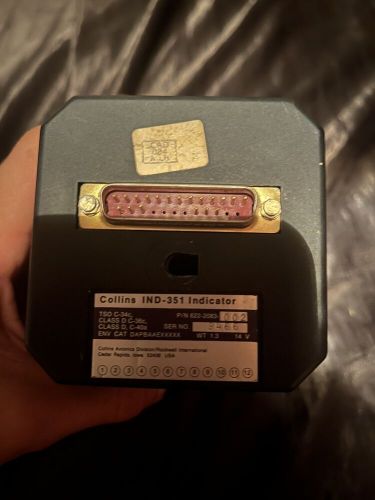 Collins IND-351 Indicator
TSO C-34c, P/N 622-2083- 002
CLASS D C-36c,
CLASS D, C-40a SER NO 9466
ENV CAT DAPBAAEXXXXX WT 1.3 14 V
Collins Avionics Division/Rockwell International
Cedar Rapids, Iowa, 52406 USA
1 2 3 4 5 6 7 8 9 10 11 12